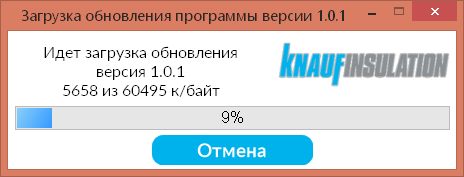 Загрузка обновления программы версии 1.0.1
Идет загрузка обновления
версия 1.0.1
5658 из 60495 к/байт
KNAUFINSULATION
9%
Отмена